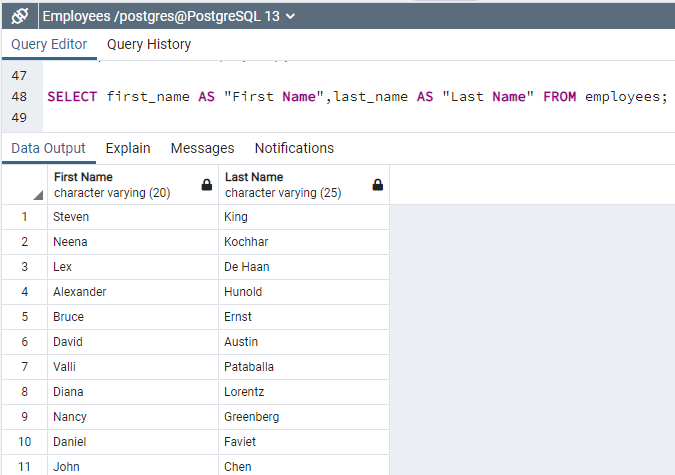 Employees /postgres@PostgreSQL 13
Query Editor Query History
47
48 SELECT first_name AS "First Name",last_name AS "Last Name" FROM employees;
49
Data Output Explain Messages Notifications
First Name Last Name
character varying (20) character varying (25)
1 Steven King
2 Neena Kochhar
3 Lex De Haan
4 Alexander Hunold
5 Bruce Ernst
6 David Austin
7 Valli Pataballa
8 Diana Lorentz
9 Nancy Greenberg
10 Daniel Faviet
11 John Chen